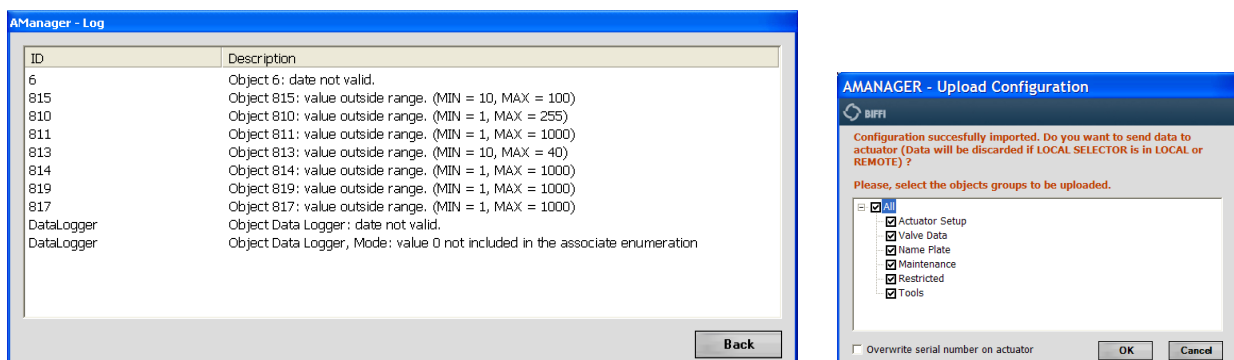 AManager - Log
ID Description
6 Object 6: date not valid.
815 Object 815: value outside range. (MIN = 10, MAX = 100)
810 Object 810: value outside range. (MIN = 1, MAX = 255)
811 Object 811: value outside range. (MIN = 1, MAX = 1000)
813 Object 813: value outside range. (MIN = 10, MAX = 40)
814 Object 814: value outside range. (MIN = 1, MAX = 1000)
819 Object 819: value outside range. (MIN = 1, MAX = 1000)
817 Object 817: value outside range. (MIN = 1, MAX = 1000)
DataLogger Object Data Logger: date not valid.
DataLogger Object Data Logger, Mode: value 0 not included in the associate enumeration
Back
AMANAGER - Upload Configuration
BIFFI
Configuration succesfully imported. Do you want to send data to
actuator (Data will be discarded if LOCAL SELECTOR is in LOCAL or
REMOTE) ?
Please, select the objects groups to be uploaded.
All
Actuator Setup
Valve Data
Name Plate
Maintenance
Restricted
Tools
Overwrite serial number on actuator OK Cancel